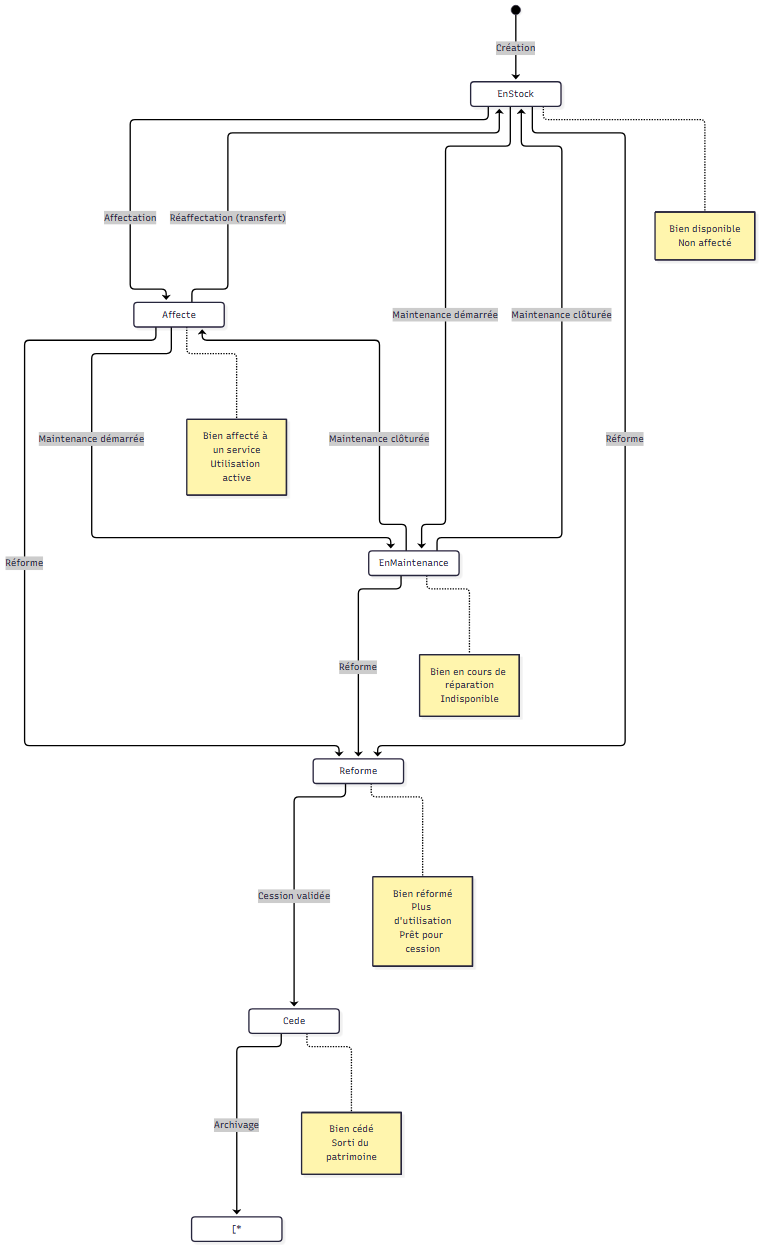 Création
EnStock
Affectation
Réaffectation (transfert)
Bien disponible
Non affecté
Affecte
Maintenance démarrée
Maintenance clôturée
Maintenance démarrée
Bien affecté à
un service
Utilisation
active
Maintenance clôturée
Réforme
Réforme
EnMaintenance
Réforme
Bien en cours de
réparation
Indisponible
Reforme
Cession validée
Bien réformé
Plus
d'utilisation
Prêt pour
cession
Cede
Archivage
Bien cédé
Sorti du
patrimoine
[*